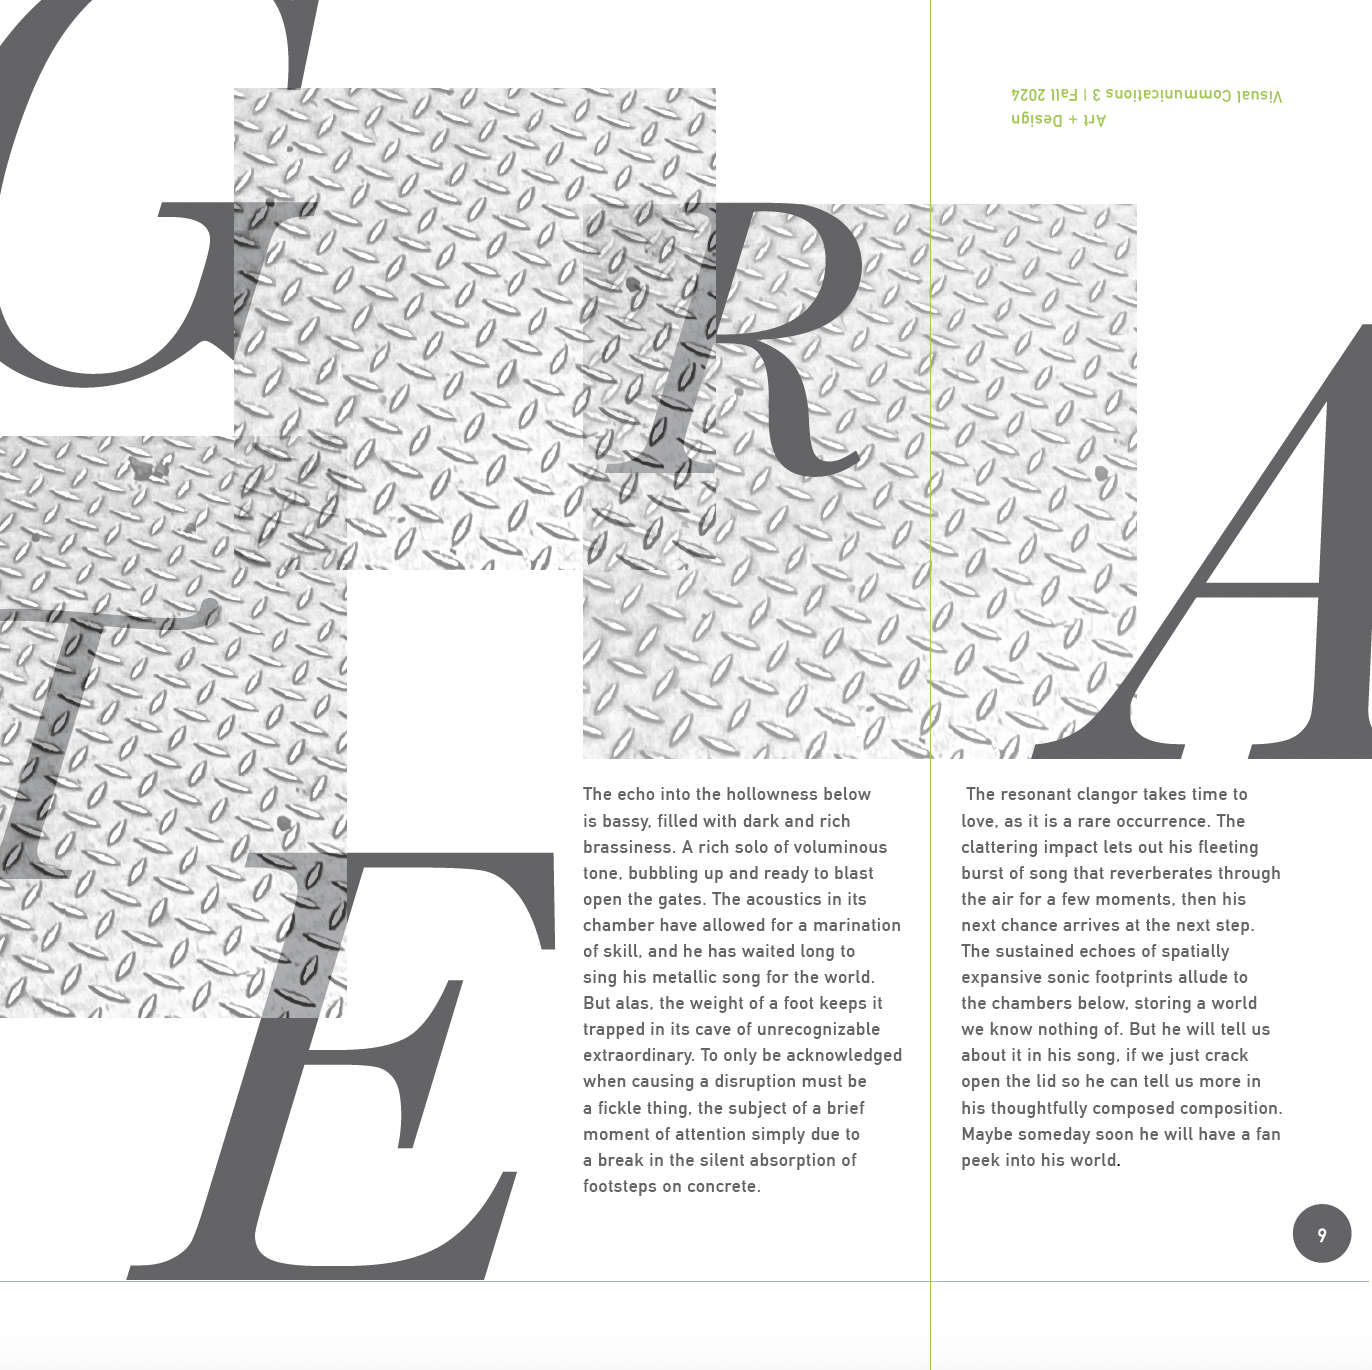 G
R
A
T
E
Visual Communications 3 | Fall 2024
Art + Design
The echo into the hollowness below
is bassy, filled with dark and rich
brassiness. A rich solo of voluminous
tone, bubbling up and ready to blast
open the gates. The acoustics in its
chamber have allowed for a marination
of skill, and he has waited long to
sing his metallic song for the world.
But alas, the weight of a foot keeps it
trapped in its cave of unrecognizable
extraordinary. To only be acknowledged
when causing a disruption must be
a fickle thing, the subject of a brief
moment of attention simply due to
a break in the silent absorption of
footsteps on concrete.
The resonant clangor takes time to
love, as it is a rare occurrence. The
clattering impact lets out his fleeting
burst of song that reverberates through
the air for a few moments, then his
next chance arrives at the next step.
The sustained echoes of spatially
expansive sonic footprints allude to
the chambers below, storing a world
we know nothing of. But he will tell us
about it in his song, if we just crack
open the lid so he can tell us more in
his thoughtfully composed composition.
Maybe someday soon he will have a fan
peek into his world.
9